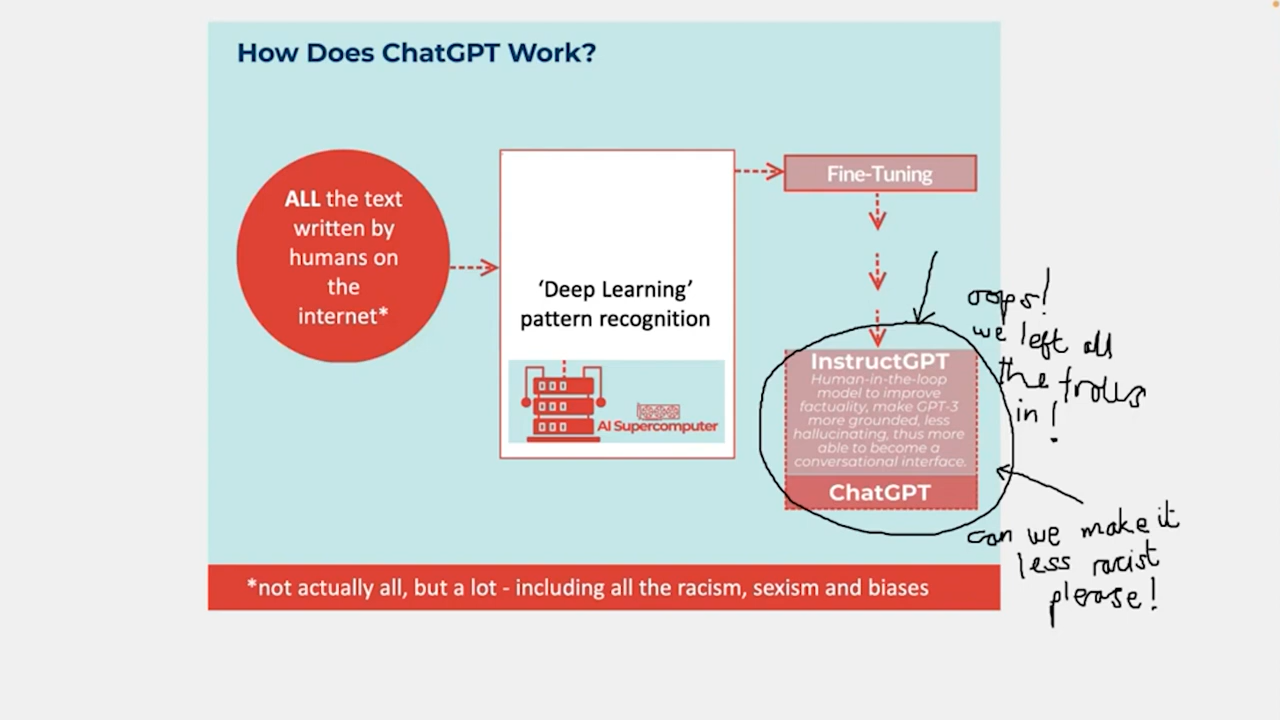 How Does ChatGPT Work?
ALL the text
written by
humans on
the
internet*
'Deep Learning'
pattern recognition
AI Supercomputer
Fine-Tuning
InstructGPT
Human-in-the-loop
model to improve
factuality, make GPT-3
more grounded, less
hallucinating, thus more
able to become a
conversational interface.
ChatGPT
oops!
we left all
the trolls
in!
can we make it
less racist
please!
*not actually all, but a lot - including all the racism, sexism and biases